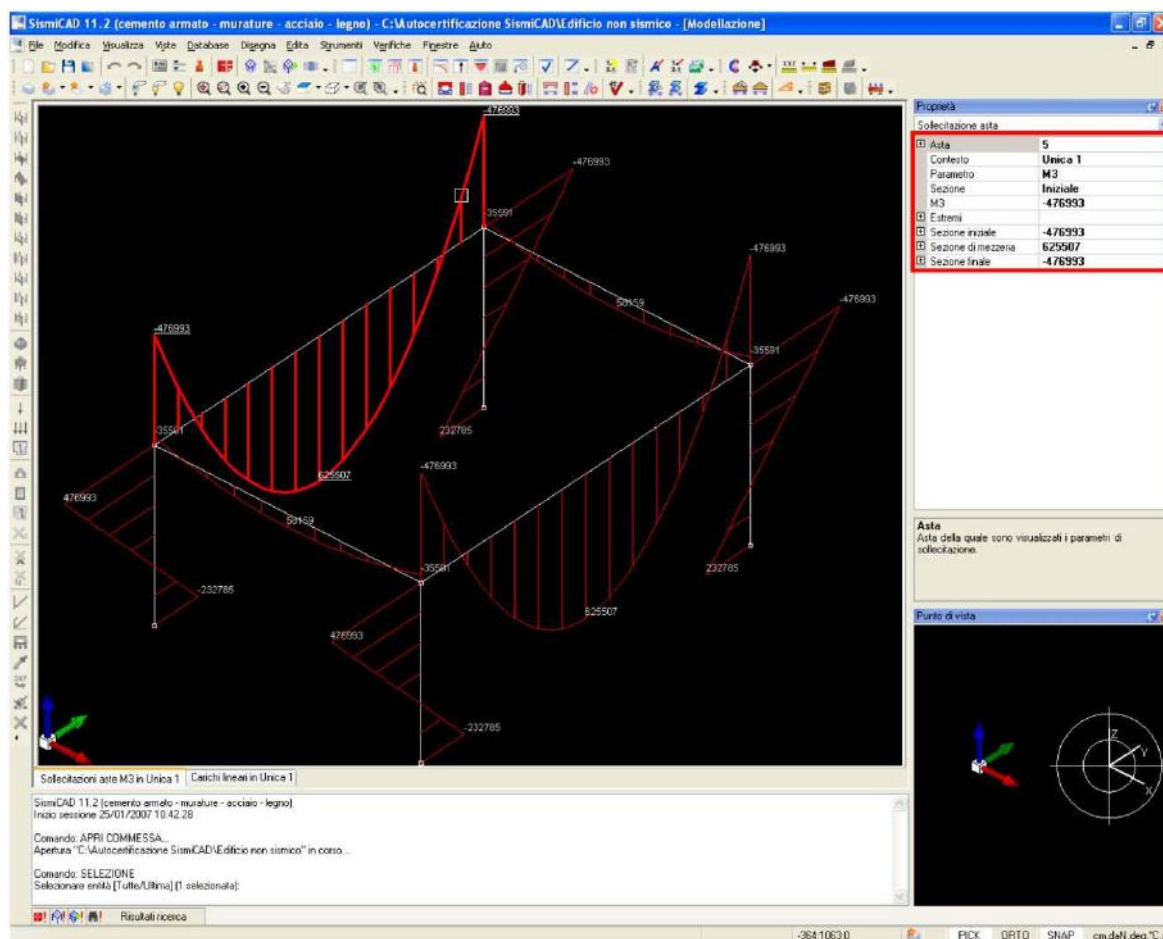 SismiCAD 11.2 (cemento armato - murature - acciaio - legno) - C:\Autocertificazione SismiCAD\Edificio non sismico - [Modellazione]
File Modifica Visualizza Viste Database Disegna Edita Strumenti Verifiche Finestre Aiuto
Proprietà
Sollecitazione asta
Asta 5
Contesto Unica 1
Parametro M3
Sezione Iniziale
M3 -476993
Estremi
Sezione iniziale -476993
Sezione di mezzeria 625507
Sezione finale -476993
-476993
-476993
-35591
-476993
-476993
58159
-476993
-35591
-35591
232785
-476993
625507
476993
58159
-35591
232785
-232785
625507
476993
-232785
Asta
Asta della quale sono visualizzati i parametri di
sollecitazione.
Punto di vista
Z
Y
X
Sollecitazioni aste M3 in Unica 1 Carichi lineari in Unica 1
SismiCAD 11.2 (cemento armato - murature - acciaio - legno)
Inizio sessione 25/01/2007 10.42.28
Comando: APRI COMMESSA...
Apertura "C:\Autocertificazione SismiCAD\Edificio non sismico" in corso...
Comando: SELEZIONE
Selezionare entità [Tutte/Ultima] (1 selezionata):
Risultati ricerca
-364:1063:0 PICK ORTO SNAP cm,daN,deg,°C,